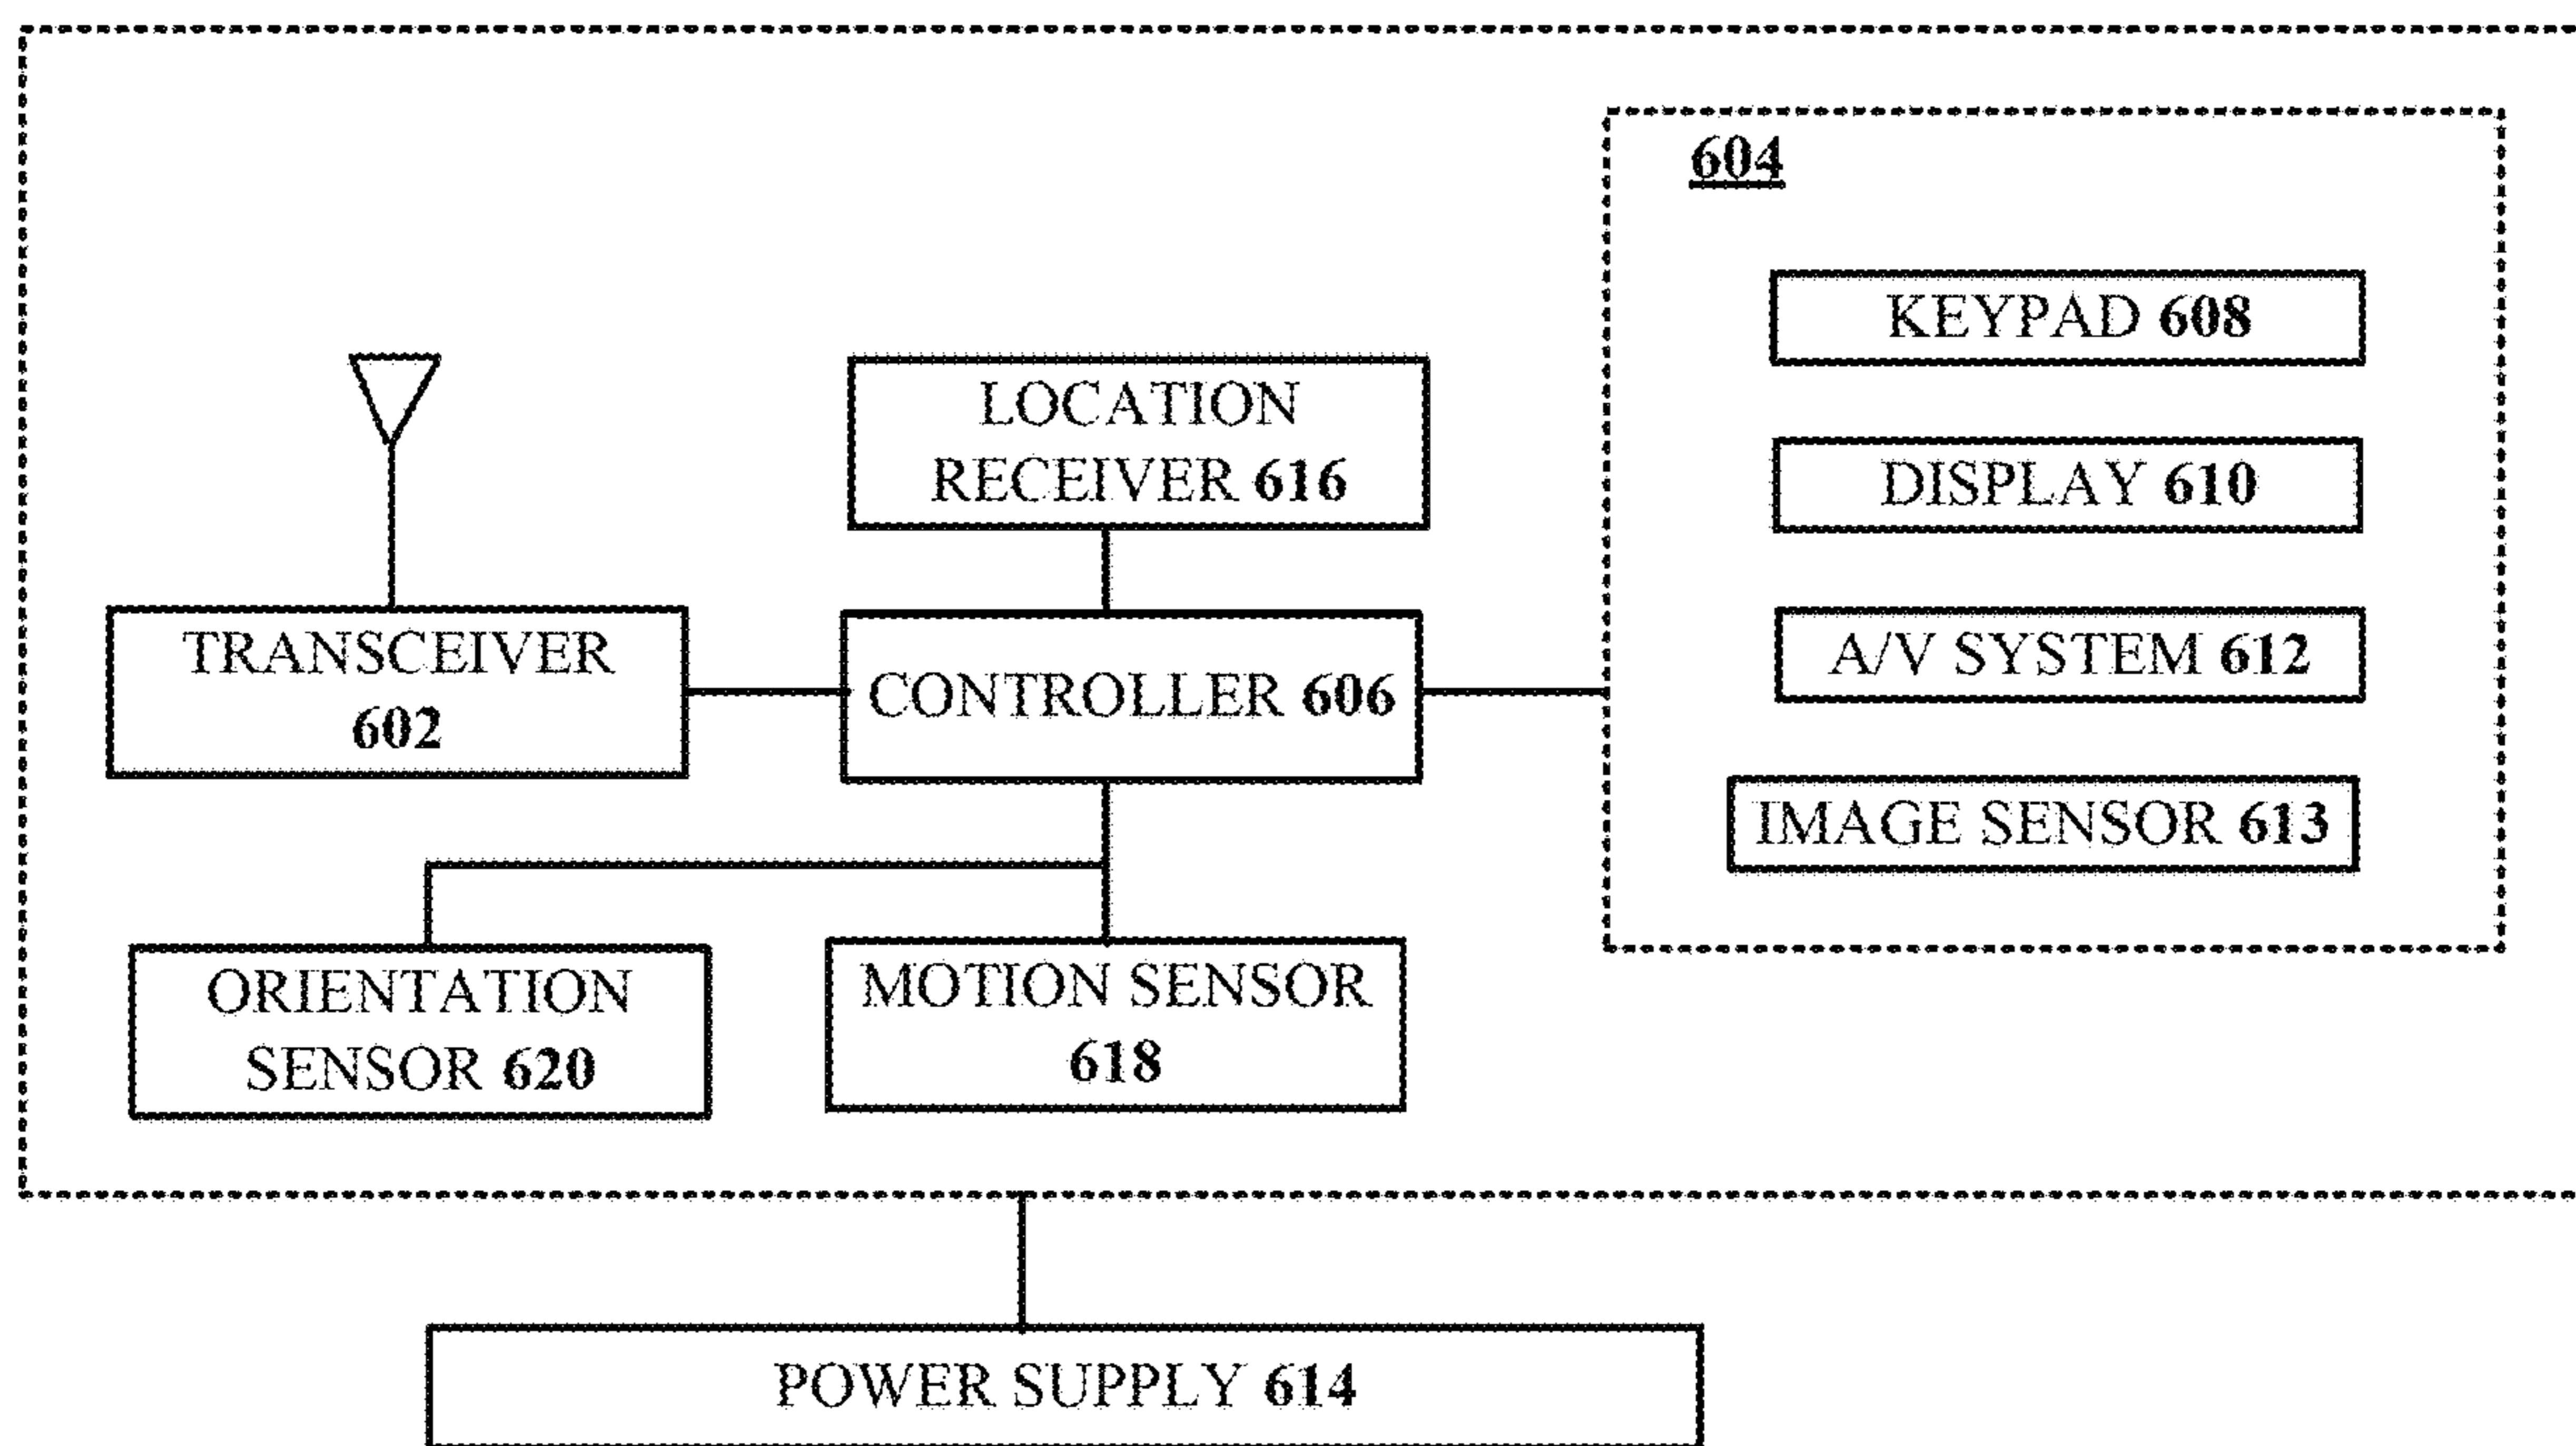 604
KEYPAD 608
LOCATION
RECEIVER 616
DISPLAY 610
TRANSCEIVER
602
CONTROLLER 606
A/V SYSTEM 612
IMAGE SENSOR 613
ORIENTATION
SENSOR 620
MOTION SENSOR
618
POWER SUPPLY 614